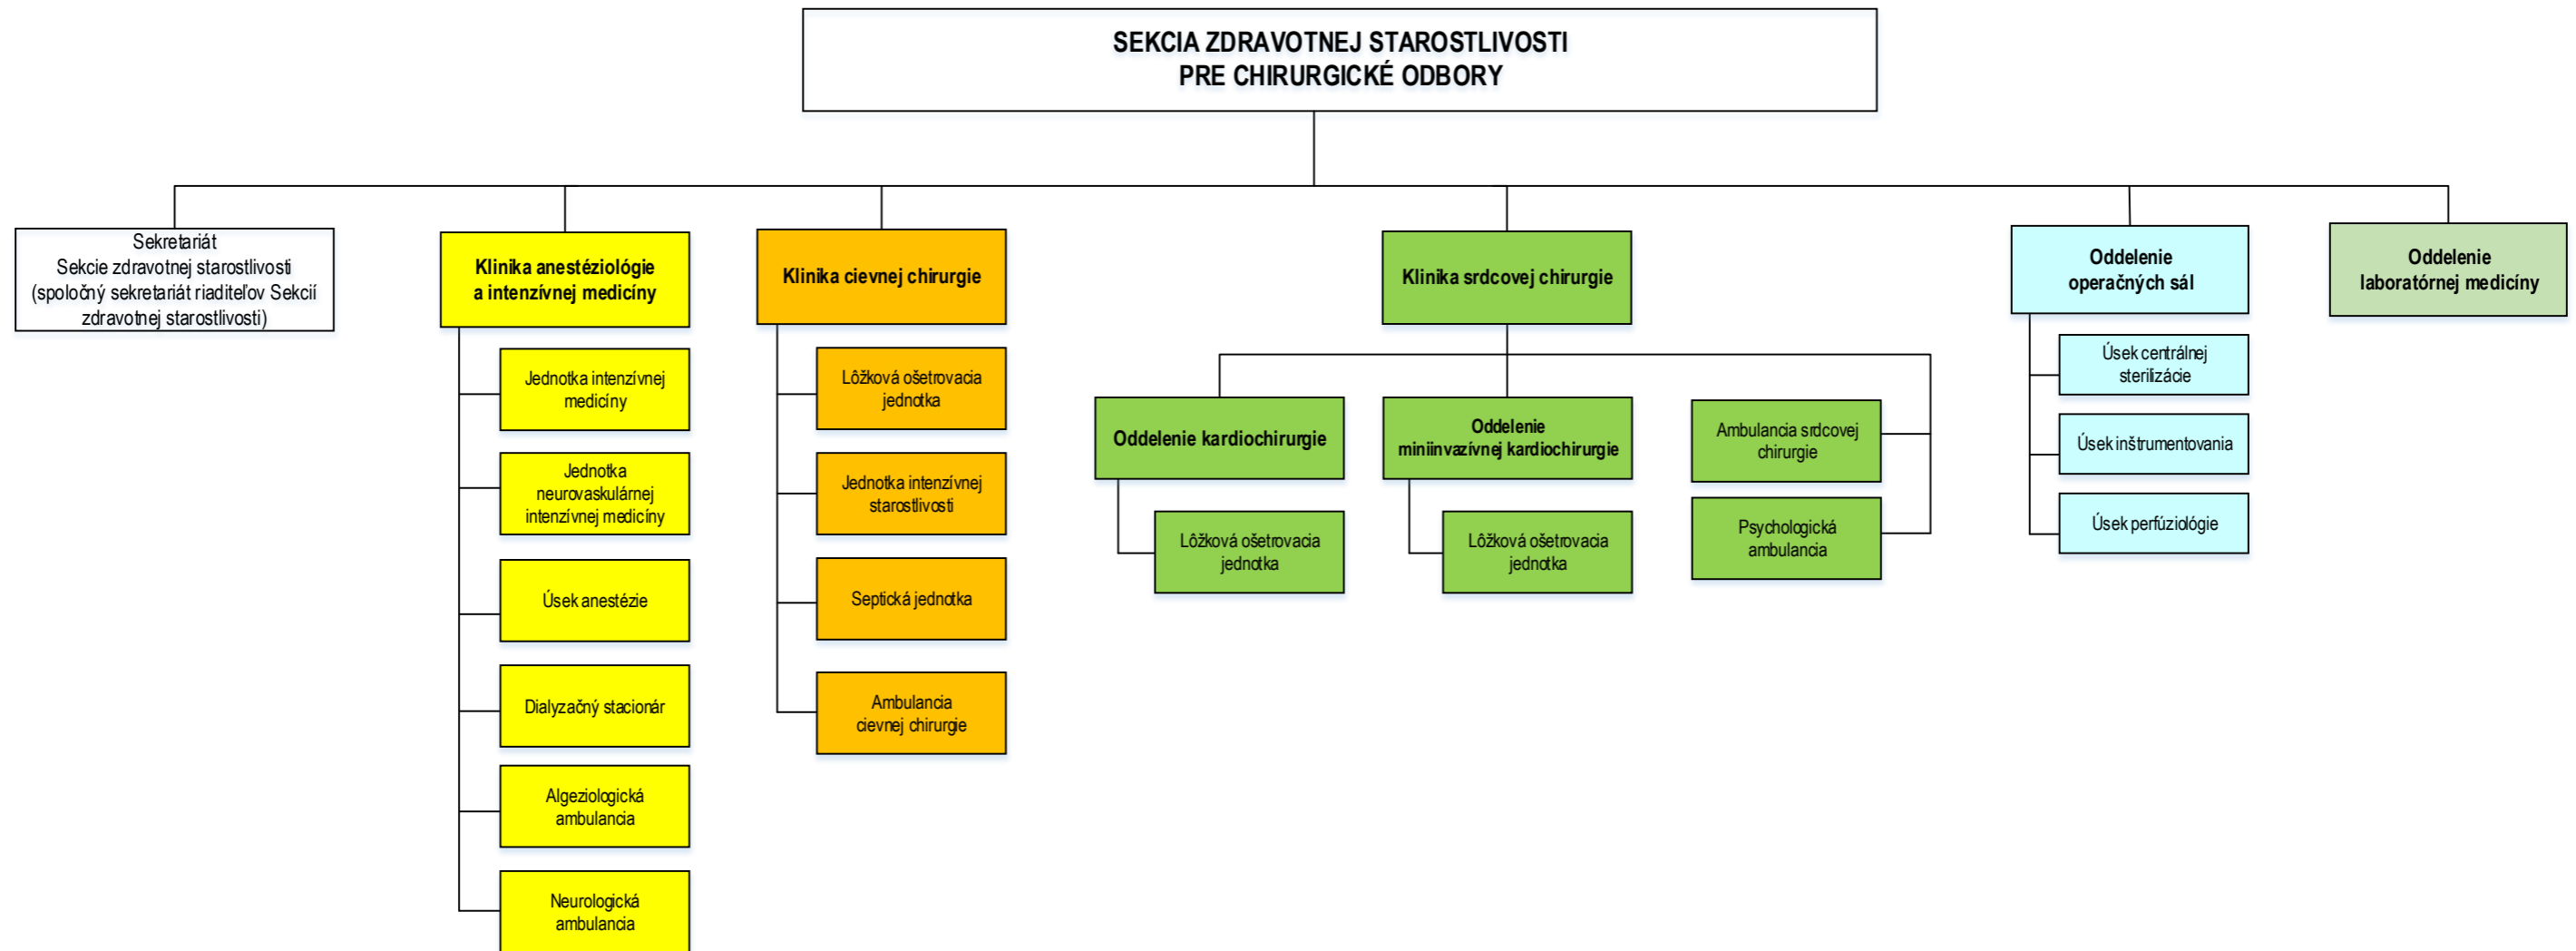 SEKCIA ZDRAVOTNEJ STAROSTLIVOSTI
PRE CHIRURGICKÉ ODBORY
Sekretariát
Sekcie zdravotnej starostlivosti
(spoločný sekretariát riaditeľov Sekcií
zdravotnej starostlivosti)
Klinika anestéziológie
a intenzívnej medicíny
Jednotka intenzívnej
medicíny
Jednotka
neurovaskulárnej
intenzívnej medicíny
Úsek anestézie
Dialyzačný stacionár
Algeziologická
ambulancia
Neurologická
ambulancia
Klinika cievnej chirurgie
Lôžková ošetrovacia
jednotka
Jednotka intenzívnej
starostlivosti
Septická jednotka
Ambulancia
cievnej chirurgie
Klinika srdcovej chirurgie
Oddelenie kardiochirurgie
Lôžková ošetrovacia
jednotka
Oddelenie
miniinvazívnej kardiochirurgie
Lôžková ošetrovacia
jednotka
Ambulancia srdcovej
chirurgie
Psychologická
ambulancia
Oddelenie
operačných sál
Úsek centrálnej
sterilizácie
Úsek inštrumentovania
Úsek perfúziológie
Oddelenie
laboratórnej medicíny